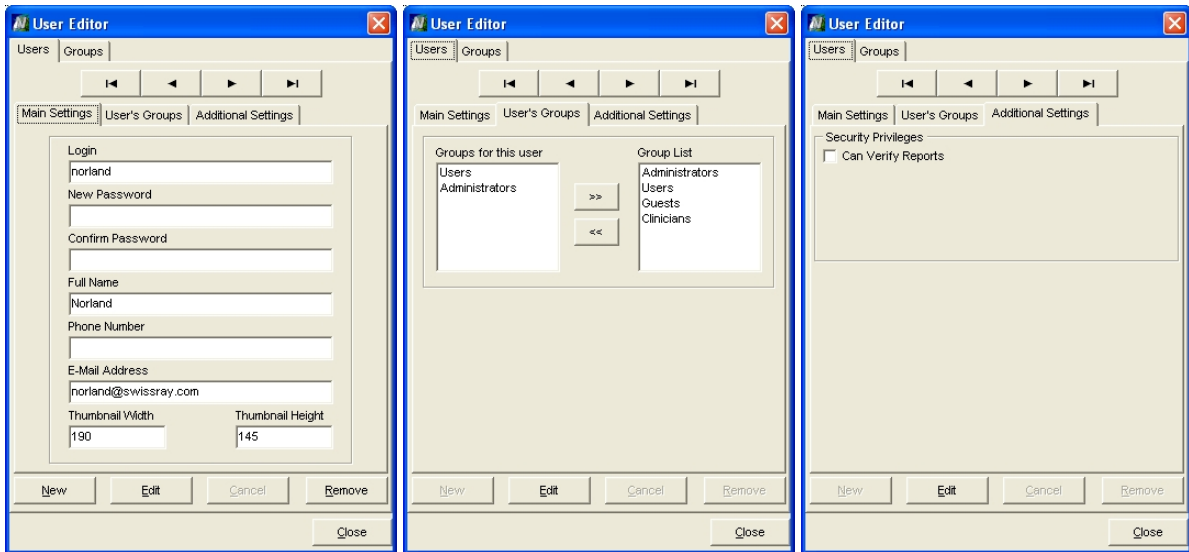 User Editor
Users Groups
Main Settings User's Groups Additional Settings
Login
norland
New Password
Confirm Password
Full Name
Norland
Phone Number
E-Mail Address
norland@swissray.com
Thumbnail Width Thumbnail Height
190 145
New Edit Cancel Remove
Close
User Editor
Users Groups
Main Settings User's Groups Additional Settings
Groups for this user Group List
Users Administrators
Administrators Users
>> Guests
<< Clinicians
New Edit Cancel Remove
Close
User Editor
Users Groups
Main Settings User's Groups Additional Settings
Security Privileges
Can Verify Reports
New Edit Cancel Remove
Close